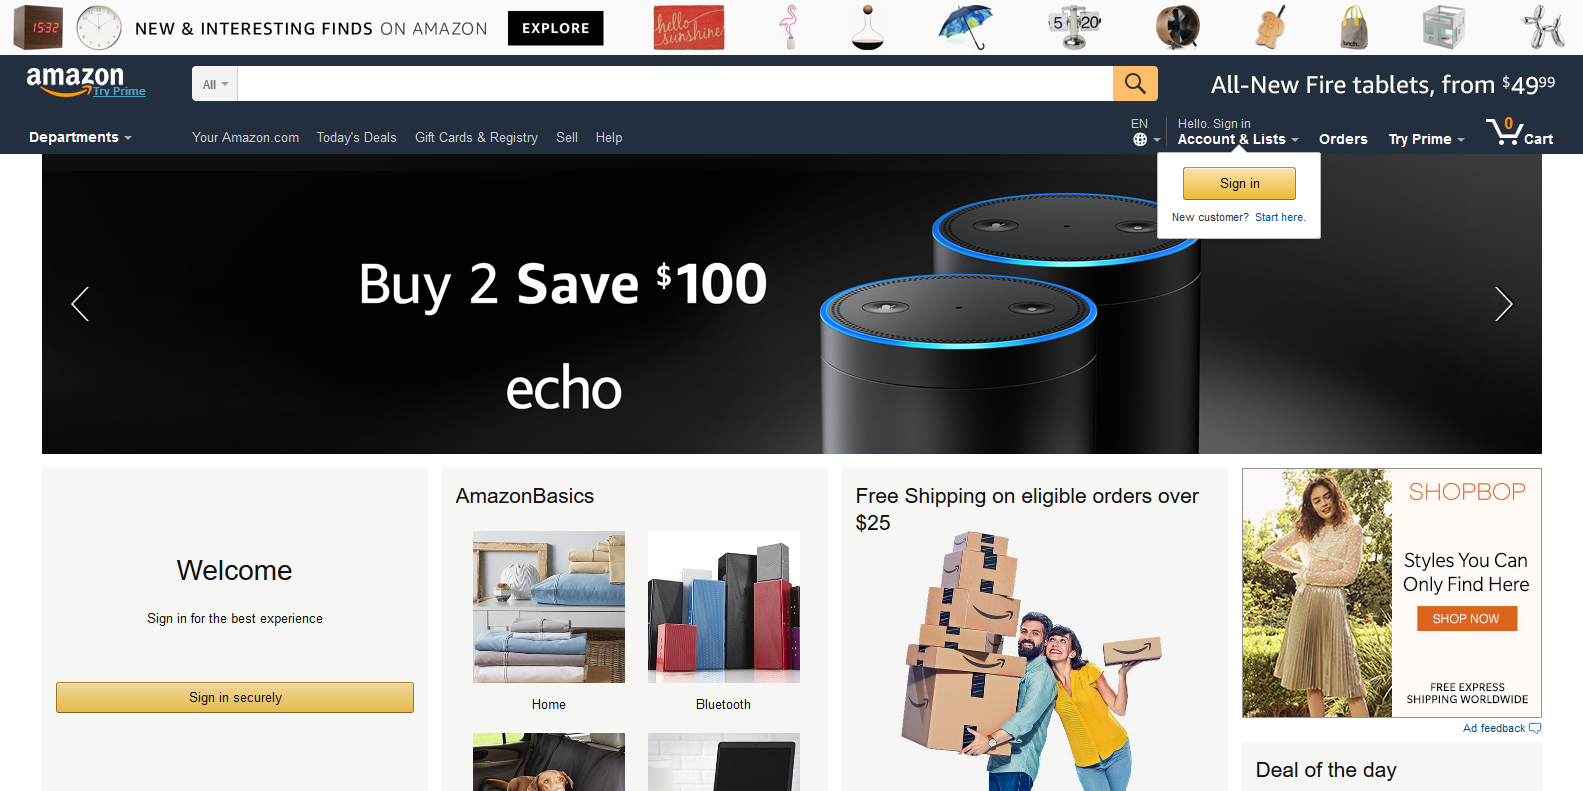 15:32
NEW & INTERESTING FINDS ON AMAZON
EXPLORE
hello
sunshine
5 20
lunch.
amazon
Try Prime
All
All-New Fire tablets, from $49.99
Departments
Your Amazon.com
Today's Deals
Gift Cards & Registry
Sell
Help
EN
Hello. Sign in
Account & Lists
Orders
Try Prime
0
Cart
Sign in
New customer? Start here.
Buy 2 Save $100
echo
Welcome
Sign in for the best experience
Sign in securely
AmazonBasics
Home
Bluetooth
Free Shipping on eligible orders over
$25
SHOPBOP
Styles You Can
Only Find Here
SHOP NOW
FREE EXPRESS
SHIPPING WORLDWIDE
Ad feedback
Deal of the day